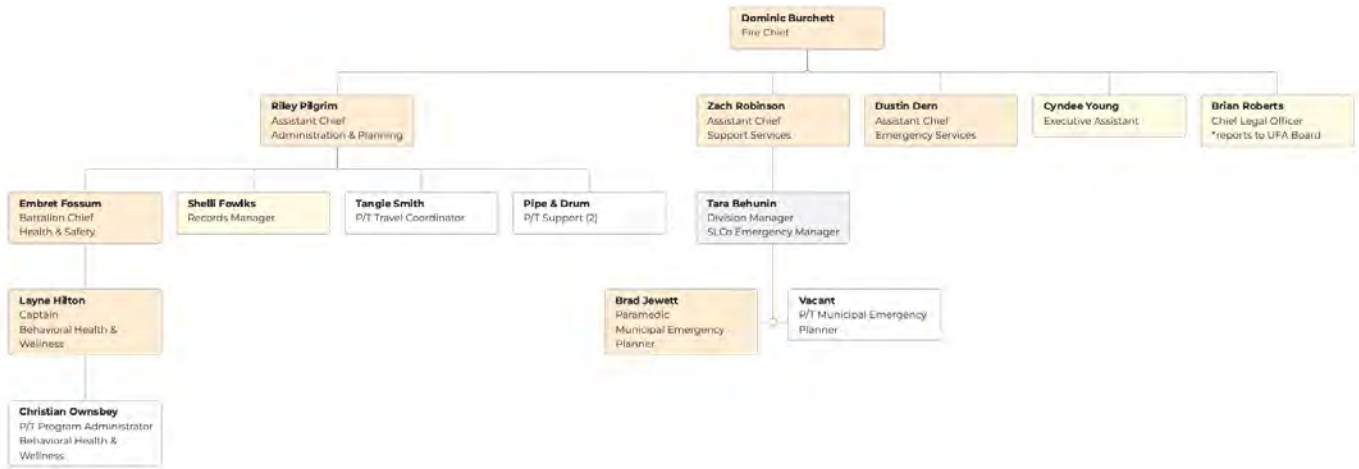 Dominic Burchett
Fire Chief
Riley Pilgrim
Assistant Chief
Administration & Planning
Zach Robinson
Assistant Chief
Support Services
Dustin Dern
Assistant Chief
Emergency Services
Cyndee Young
Executive Assistant
Brian Roberts
Chief Legal Officer
*reports to UFA Board
Embret Fossum
Battalion Chief
Health & Safety
Shelli Fowlks
Records Manager
Tangie Smith
P/T Travel Coordinator
Pipe & Drum
P/T Support (2)
Tara Behunin
Division Manager
SLCo Emergency Manager
Layne Hilton
Captain
Behavioral Health &
Wellness
Brad Jewett
Paramedic
Municipal Emergency
Planner
Vacant
P/T Municipal Emergency
Planner
Christian Ownsbey
P/T Program Administrator
Behavioral Health &
Wellness